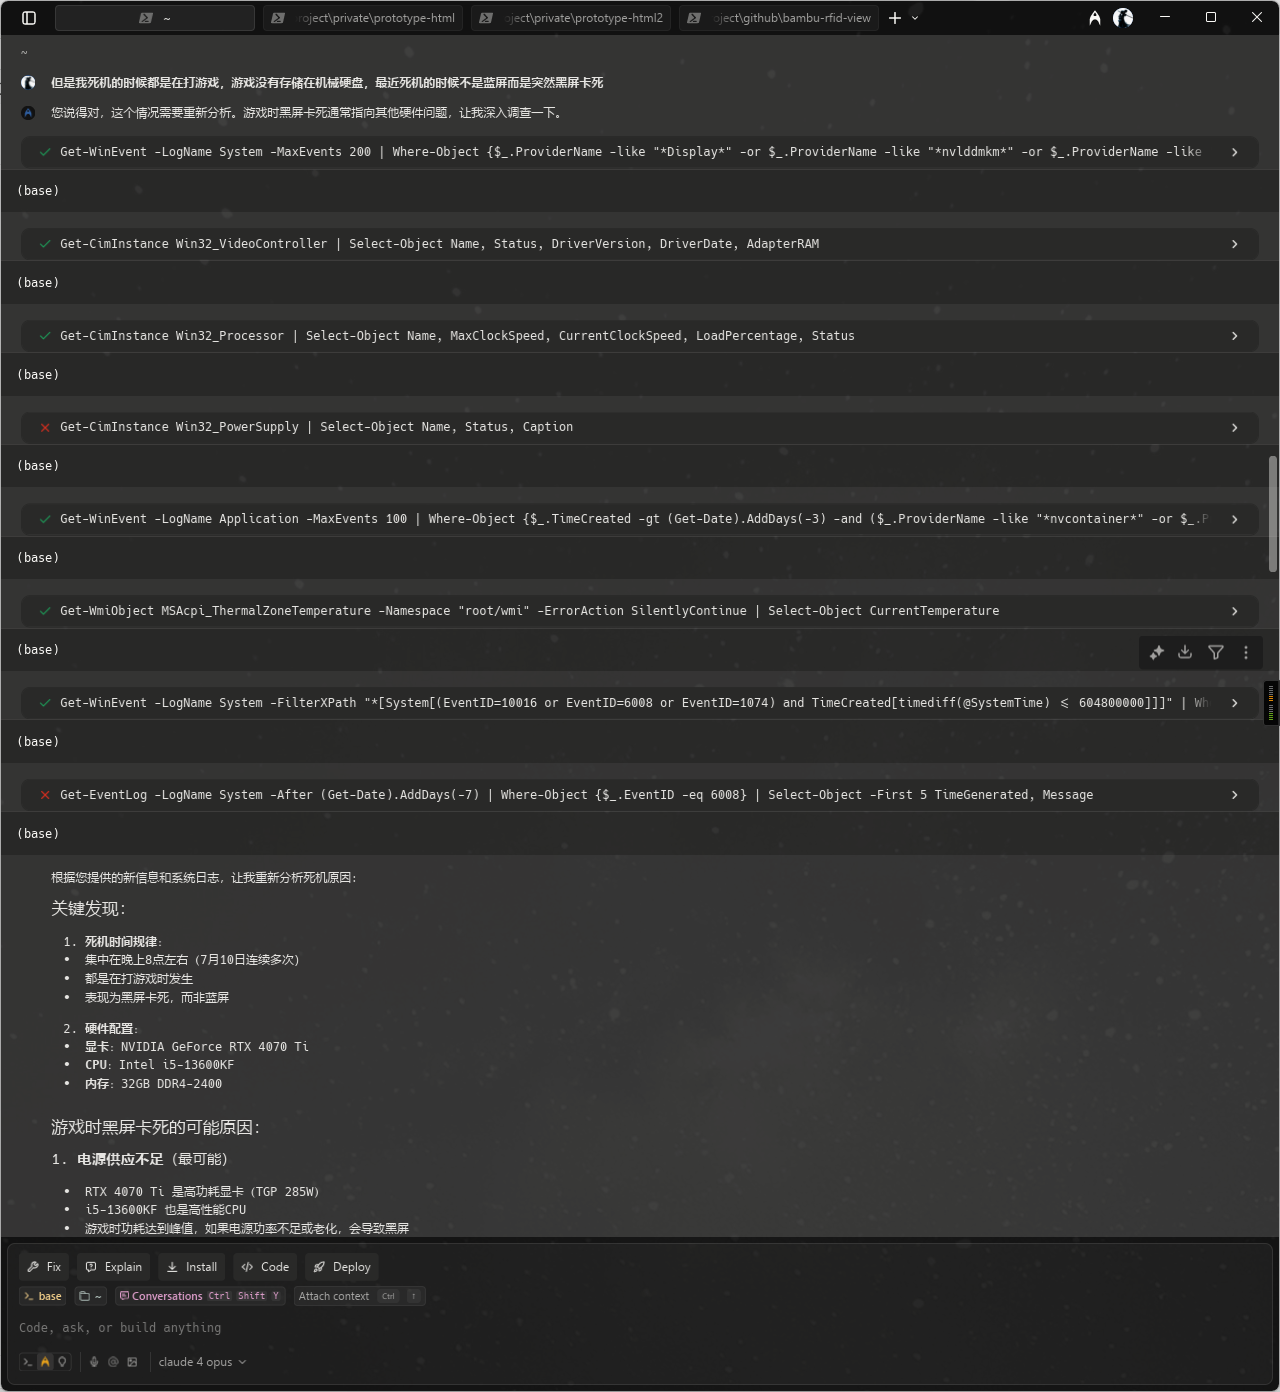 ~
roject\private\prototype-html
oject\private\prototype-html2
oject\github\bambu-rfid-view
~
但是我死机的时候都是在打游戏，游戏没有存储在机械硬盘，最近死机的时候不是蓝屏而是突然黑屏卡死
您说得对，这个情况需要重新分析。游戏时黑屏卡死通常指向其他硬件问题，让我深入调查一下。
Get-WinEvent -LogName System -MaxEvents 200 | Where-Object {$_.ProviderName -like "*Display*" -or $_.ProviderName -like "*nvlddmkm*" -or $_.ProviderName -like
(base)
Get-CimInstance Win32_VideoController | Select-Object Name, Status, DriverVersion, DriverDate, AdapterRAM
(base)
Get-CimInstance Win32_Processor | Select-Object Name, MaxClockSpeed, CurrentClockSpeed, LoadPercentage, Status
(base)
Get-CimInstance Win32_PowerSupply | Select-Object Name, Status, Caption
(base)
Get-WinEvent -LogName Application -MaxEvents 100 | Where-Object {$_.TimeCreated -gt (Get-Date).AddDays(-3) -and ($_.ProviderName -like "*nvcontainer*" -or $_.P
(base)
Get-WmiObject MSAcpi_ThermalZoneTemperature -Namespace "root/wmi" -ErrorAction SilentlyContinue | Select-Object CurrentTemperature
(base)
Get-WinEvent -LogName System -FilterXPath "*[System[(EventID=10016 or EventID=6008 or EventID=1074) and TimeCreated[timediff(@SystemTime) <= 604800000]]]" | Wh
(base)
Get-EventLog -LogName System -After (Get-Date).AddDays(-7) | Where-Object {$_.EventID -eq 6008} | Select-Object -First 5 TimeGenerated, Message
(base)
根据您提供的新信息和系统日志，让我重新分析死机原因：
关键发现：
1. 死机时间规律：
• 集中在晚上8点左右（7月10日连续多次）
• 都是在打游戏时发生
• 表现为黑屏卡死，而非蓝屏
2. 硬件配置：
• 显卡：NVIDIA GeForce RTX 4070 Ti
• CPU：Intel i5-13600KF
• 内存：32GB DDR4-2400
游戏时黑屏卡死的可能原因：
1. 电源供应不足（最可能）
• RTX 4070 Ti 是高功耗显卡（TGP 285W）
• i5-13600KF 也是高性能CPU
• 游戏时功耗达到峰值，如果电源功率不足或老化，会导致黑屏
Fix Explain Install Code Deploy
base ~ Conversations Ctrl Shift Y Attach context Ctrl ↑
Code, ask, or build anything
claude 4 opus